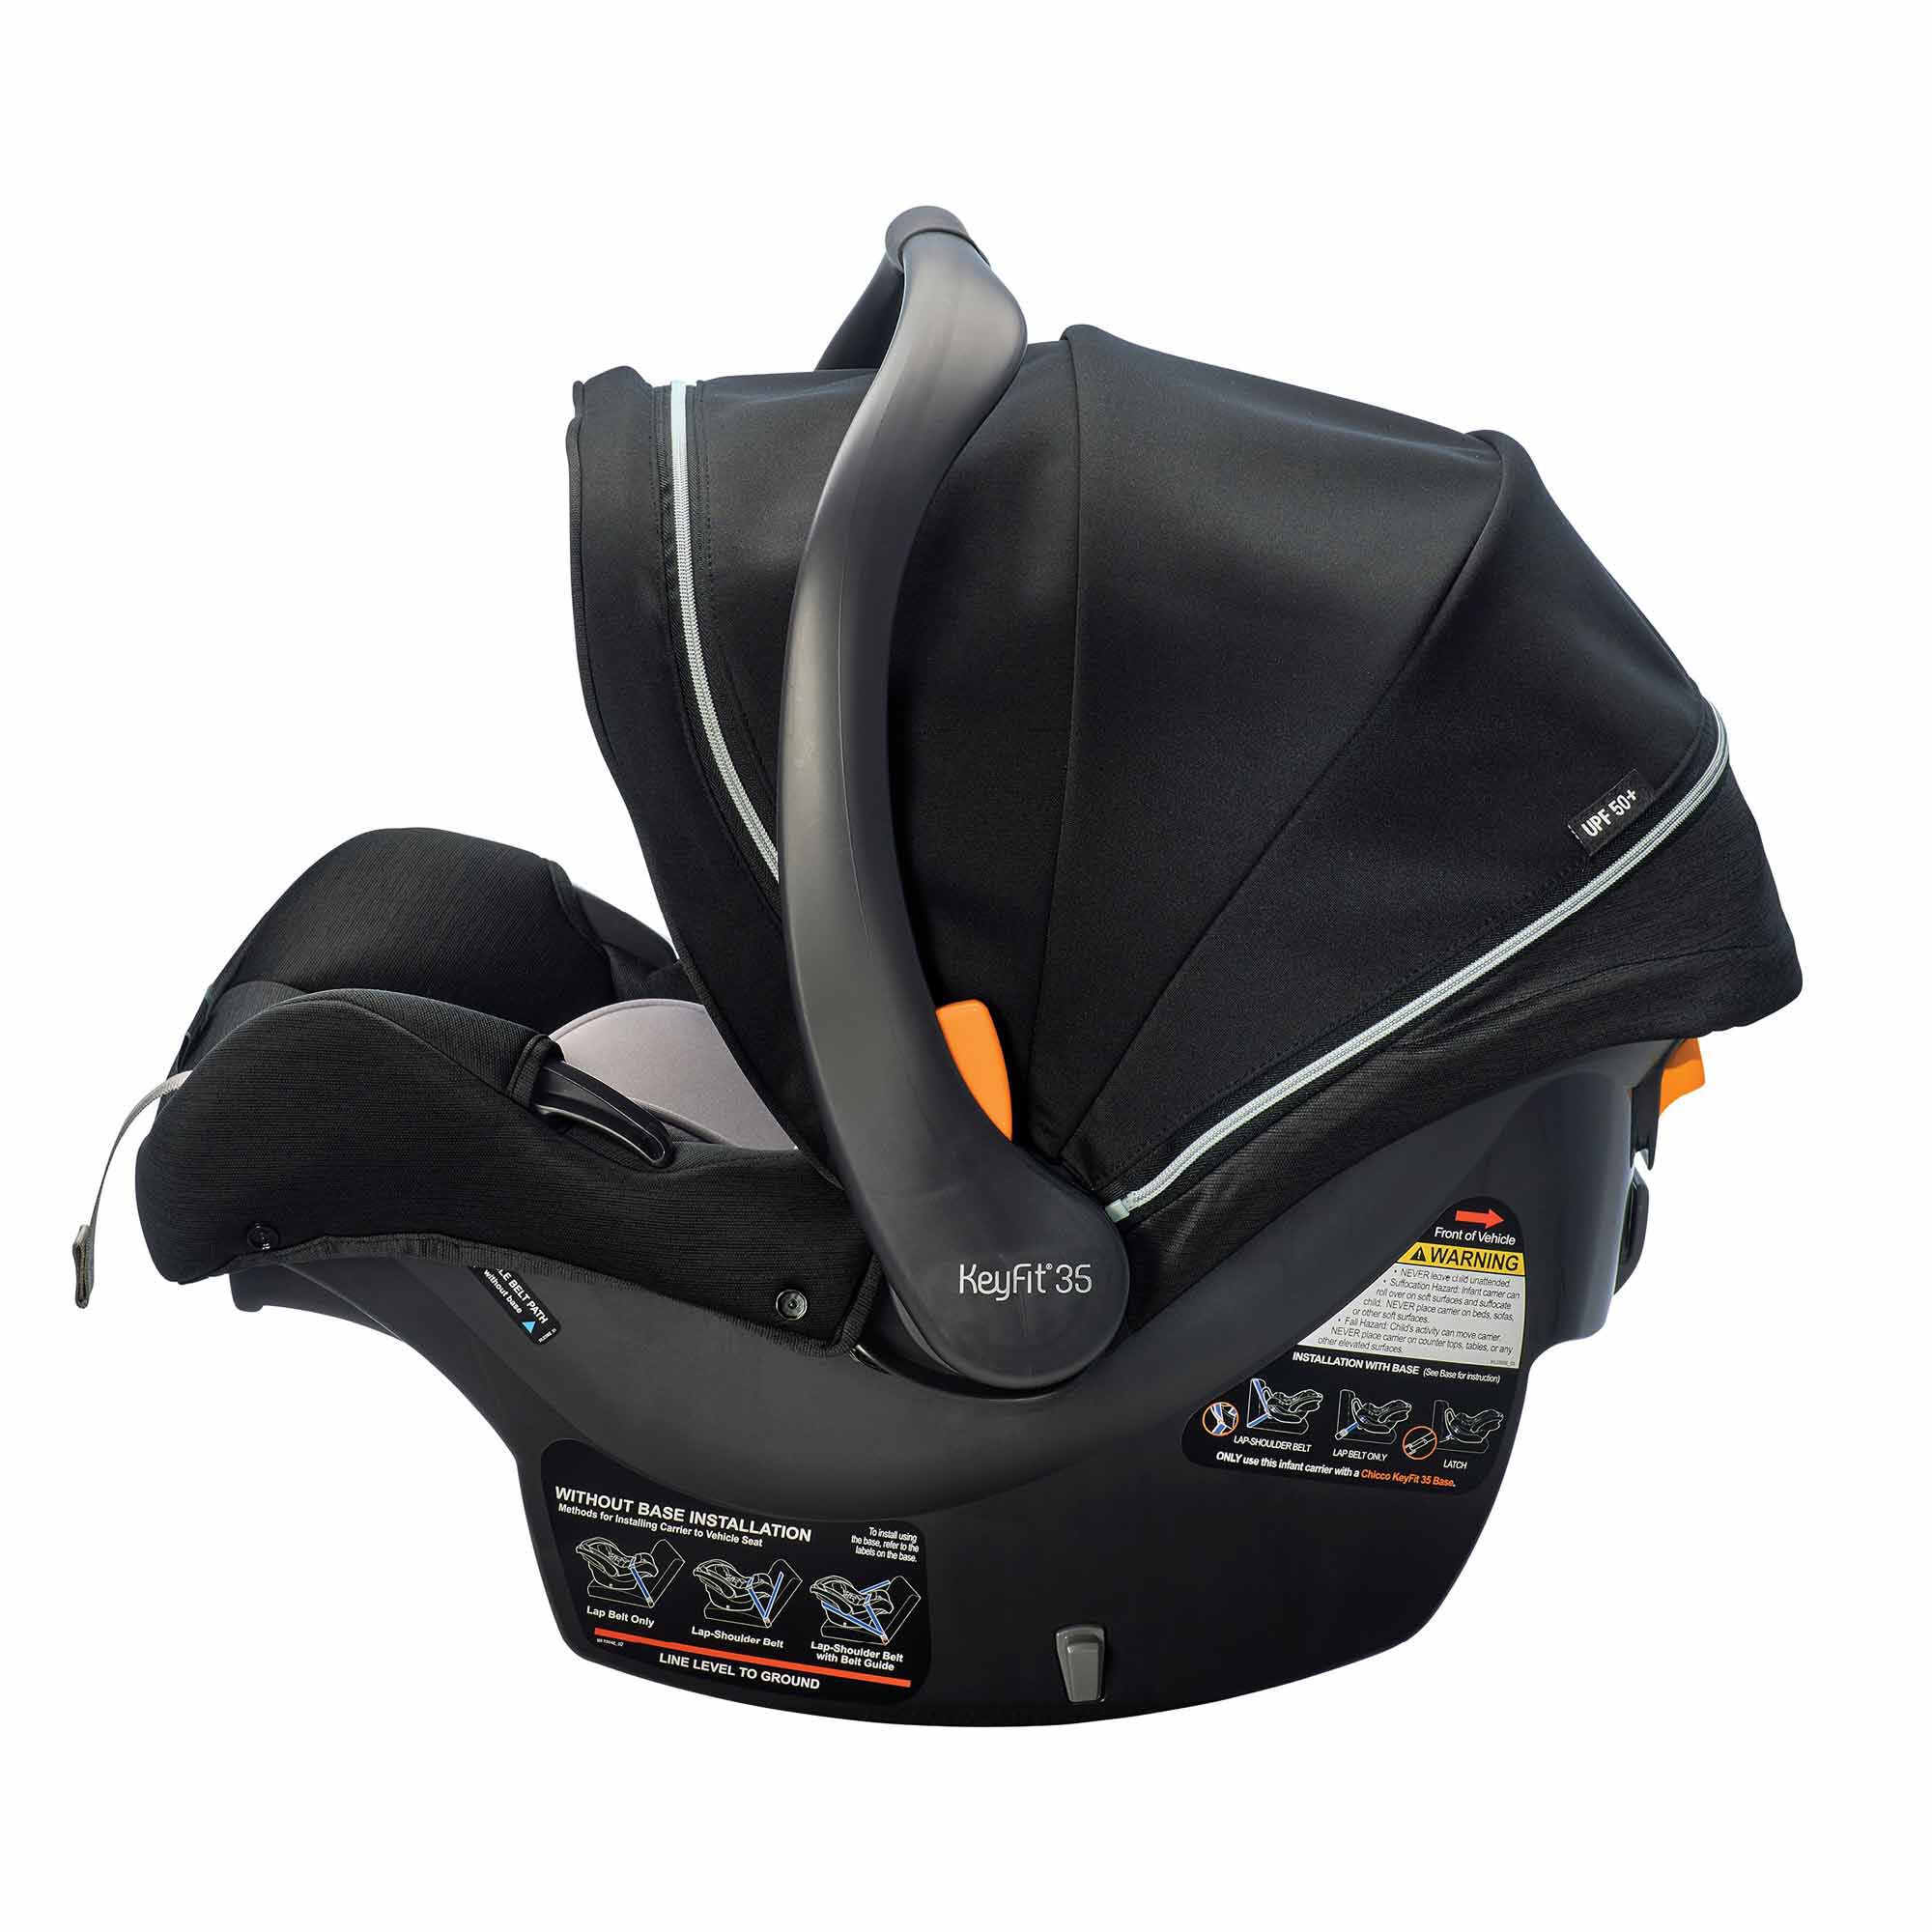 UPF 50+
KeyFit® 35
LE BELT PATH
without base
Front of Vehicle
WARNING
• NEVER leave child unattended.
• Suffocation Hazard: Infant carrier can
roll over on soft surfaces and suffocate
child. NEVER place carrier on beds, sofas,
or other soft surfaces.
• Fall Hazard: Child's activity can move carrier.
NEVER place carrier on counter tops, tables, or any
other elevated surfaces.
INSTALLATION WITH BASE (See Base for instruction)
LAP-SHOULDER BELT
LAP BELT ONLY
LATCH
ONLY use this infant carrier with a Chicco KeyFit 35 Base.
WITHOUT BASE INSTALLATION
Methods for Installing Carrier to Vehicle Seat
To install using
the base, refer to the
labels on the base.
Lap Belt Only
Lap-Shoulder Belt
Lap-Shoulder Belt
with Belt Guide
LINE LEVEL TO GROUND